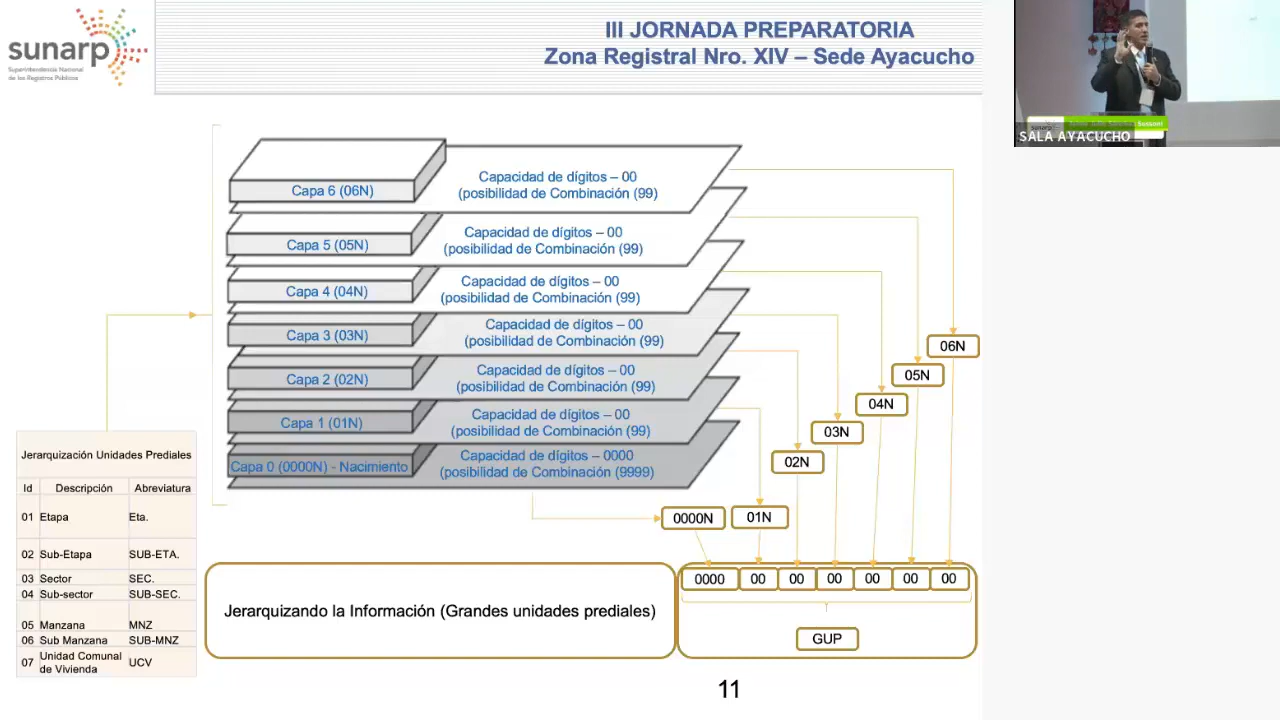 sunarp
Superintendencia Nacional
de los Registros Públicos
III JORNADA PREPARATORIA
Zona Registral Nro. XIV – Sede Ayacucho
SALA AYACUCHO
Capa 6 (06N)
Capacidad de dígitos – 00
(posibilidad de Combinación (99)
Capa 5 (05N)
Capacidad de dígitos – 00
(posibilidad de Combinación (99)
Capa 4 (04N)
Capacidad de dígitos – 00
(posibilidad de Combinación (99)
Capa 3 (03N)
Capacidad de dígitos – 00
(posibilidad de Combinación (99)
Capa 2 (02N)
Capacidad de dígitos – 00
(posibilidad de Combinación (99)
Capa 1 (01N)
Capacidad de dígitos – 00
(posibilidad de Combinación (99)
Capa 0 (0000N) - Nacimiento
Capacidad de dígitos – 0000
(posibilidad de Combinación (9999)
06N
05N
04N
03N
02N
0000N 01N
Jerarquización Unidades Prediales
Id Descripción Abreviatura
01 Etapa Eta.
02 Sub-Etapa SUB-ETA.
03 Sector SEC.
04 Sub-sector SUB-SEC.
05 Manzana MNZ
06 Sub Manzana SUB-MNZ
07 Unidad Comunal de Vivienda UCV
Jerarquizando la Información (Grandes unidades prediales)
0000 00 00 00 00 00 00
GUP
11